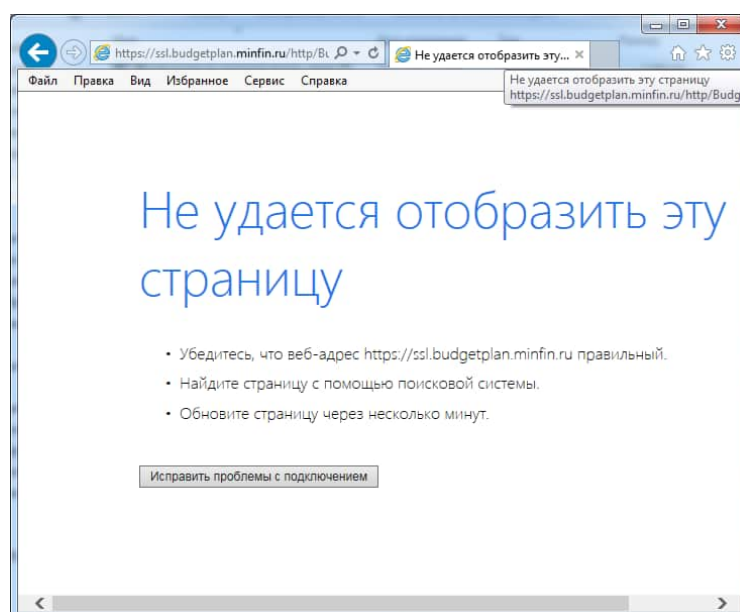 https://ssl.budgetplan.minfin.ru/http/Bu
Не удается отобразить эту...
Файл Правка Вид Избранное Сервис Справка
Не удается отобразить эту страницу
https://ssl.budgetplan.minfin.ru/http/Budg
Не удается отобразить эту
страницу
• Убедитесь, что веб-адрес https://ssl.budgetplan.minfin.ru правильный.
• Найдите страницу с помощью поисковой системы.
• Обновите страницу через несколько минут.
Исправить проблемы с подключением